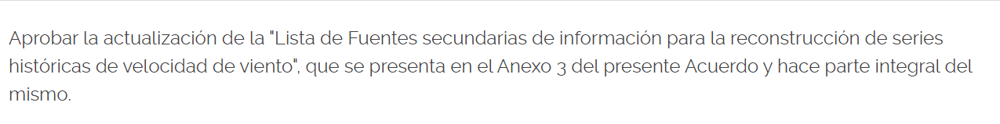 Aprobar la actualización de la "Lista de Fuentes secundarias de información para la reconstrucción de series
históricas de velocidad de viento", que se presenta en el Anexo 3 del presente Acuerdo y hace parte integral del
mismo.